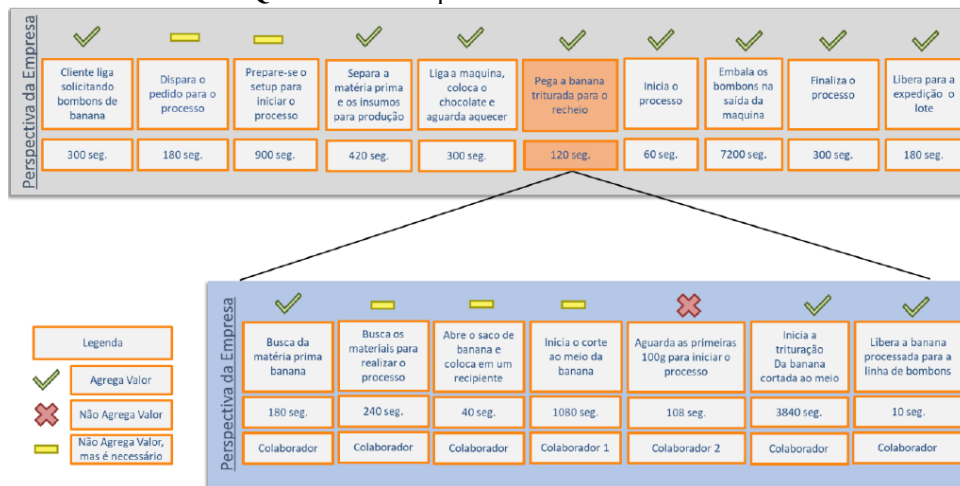 Perspectiva da Empresa
Cliente liga
solicitando
bombons de
banana
Dispara o
pedido para o
processo
Prepare-se o
setup para
iniciar o
processo
Separa a
matéria prima
e os insumos
para produção
Liga a maquina,
coloca o
chocolate e
aguarda aquecer
Pega a banana
triturada para o
recheio
Inicia o
processo
Embala os
bombons na
saída da
maquina
Finaliza o
processo
Libera para a
expedição o
lote
300 seg.
180 seg.
900 seg.
420 seg.
300 seg.
120 seg.
60 seg.
7200 seg.
300 seg.
180 seg.
Perspectiva da Empresa
Busca da
matéria prima
banana
Busca os
materiais para
realizar o
processo
Abre o saco de
banana e
coloca em um
recipiente
Inicia o corte
ao meio da
banana
Aguarda as primeiras
100g para iniciar o
processo
Inicia a
trituração
Da banana
cortada ao meio
Libera a banana
processada para a
linha de bombons
180 seg.
240 seg.
40 seg.
1080 seg.
108 seg.
3840 seg.
10 seg.
Colaborador
Colaborador
Colaborador
Colaborador 1
Colaborador 2
Colaborador
Colaborador
Legenda
Agrega Valor
Não Agrega Valor
Não Agrega Valor,
mas é necessário